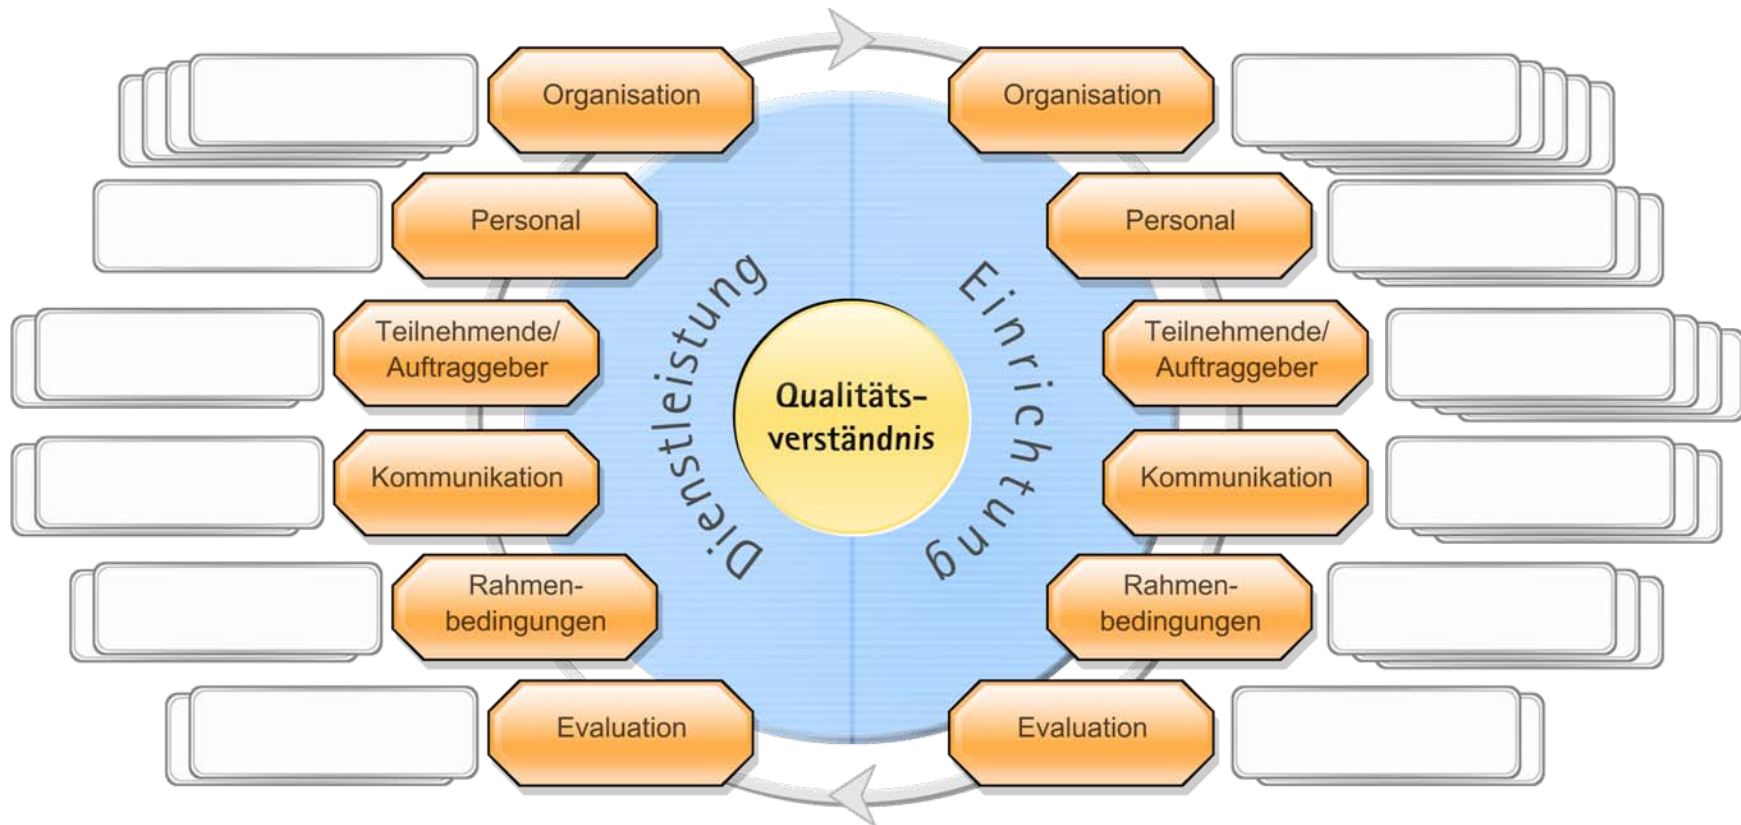 Organisation
Organisation
Personal
Personal
Dienstleistung
Einrichtung
Teilnehmende/
Auftraggeber
Teilnehmende/
Auftraggeber
Qualitäts-
verständnis
Kommunikation
Kommunikation
Rahmen-
bedingungen
Rahmen-
bedingungen
Evaluation
Evaluation